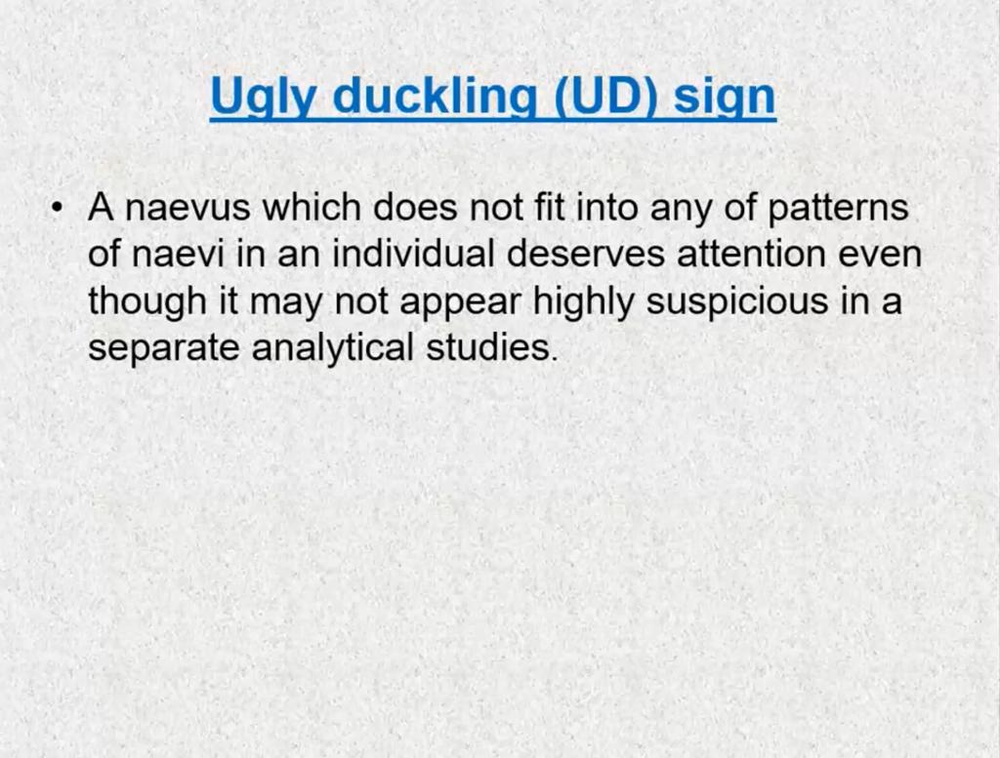 Ugly duckling (UD) sign
• A naevus which does not fit into any of patterns
of naevi in an individual deserves attention even
though it may not appear highly suspicious in a
separate analytical studies.